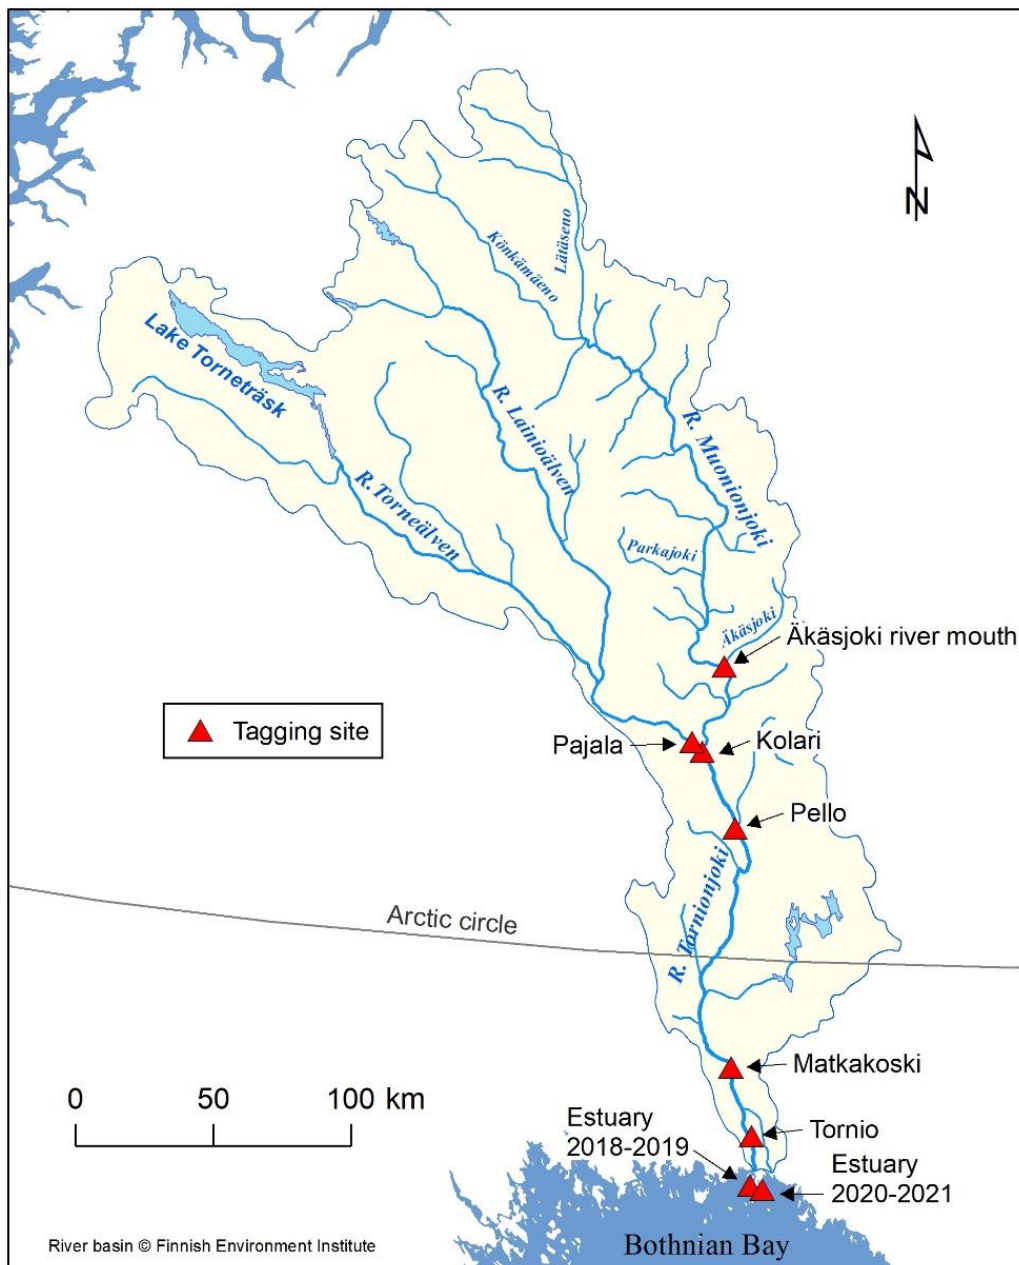 N
Lätäseno
Könkämäeno
Lake Torneträsk
R. Lainioälven
R. Muonionjoki
R. Torneälven
Parkajoki
Äkäsjoki
Äkäsjoki river mouth
Tagging site
Pajala
Kolari
Pello
R. Tornionjoki
Arctic circle
Matkakoski
0 50 100 km
Estuary
2018-2019
Tornio
Estuary
2020-2021
River basin © Finnish Environment Institute
Bothnian Bay